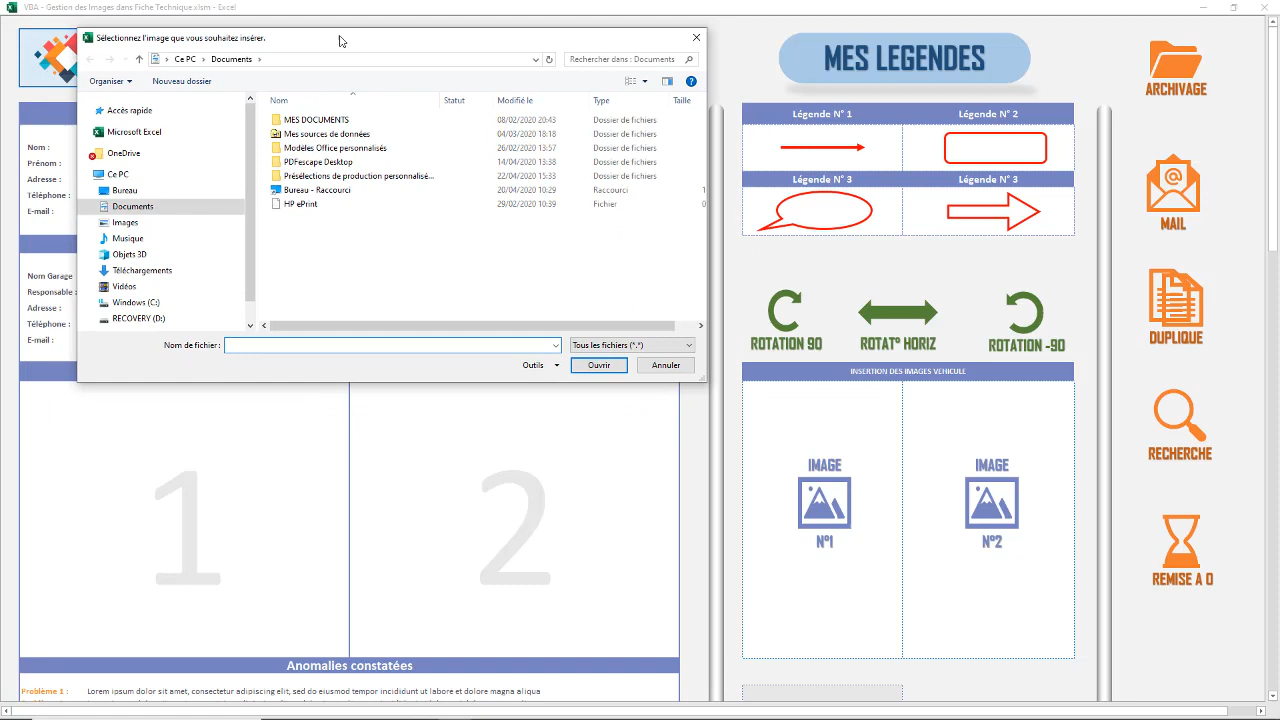 VBA - Gestion des Images dans Fiche Technique.xlsm - Excel
Sélectionnez l'image que vous souhaitez insérer.
Ce PC > Documents >
Rechercher dans : Documents
Organiser
Nouveau dossier
Nom Statut Modifié le Type Taille
Accès rapide
Microsoft Excel
OneDrive
Ce PC
Bureau
Documents
Images
Musique
Objets 3D
Téléchargements
Vidéos
Windows (C:)
RECOVERY (D:)
MES DOCUMENTS 08/02/2020 20:43 Dossier de fichiers
Mes sources de données 04/03/2020 18:18 Dossier de fichiers
Modèles Office personnalisés 26/02/2020 13:57 Dossier de fichiers
PDFescape Desktop 14/04/2020 13:38 Dossier de fichiers
Présélections de production personnalisé... 22/04/2020 15:33 Dossier de fichiers
Bureau - Raccourci 20/04/2020 10:29 Raccourci 1
HP ePrint 29/02/2020 10:39 Fichier 0
Nom de fichier :
Tous les fichiers (*.*)
Outils
Ouvrir
Annuler
Nom :
Prénom :
Adresse :
Téléphone :
E-mail :
Nom Garage
Responsable :
Adresse :
Téléphone :
E-mail :
1
2
Anomalies constatées
Problème 1 : Lorem ipsum dolor sit amet, consectetur adipiscing elit, sed do eiusmod tempor incididunt ut labore et dolore magna aliqua
MES LEGENDES
Légende N° 1
Légende N° 2
Légende N° 3
Légende N° 3
ROTATION 90
ROTAT° HORIZ
ROTATION -90
INSERTION DES IMAGES VEHICULE
IMAGE
N°1
IMAGE
N°2
ARCHIVAGE
MAIL
DUPLIQUE
RECHERCHE
REMISE A 0